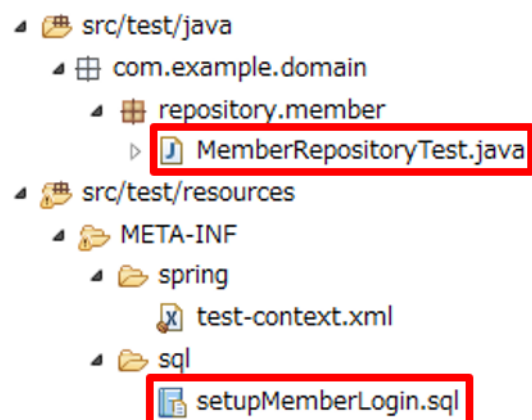 src/test/java
com.example.domain
repository.member
MemberRepositoryTest.java
src/test/resources
META-INF
spring
test-context.xml
sql
setupMemberLogin.sql